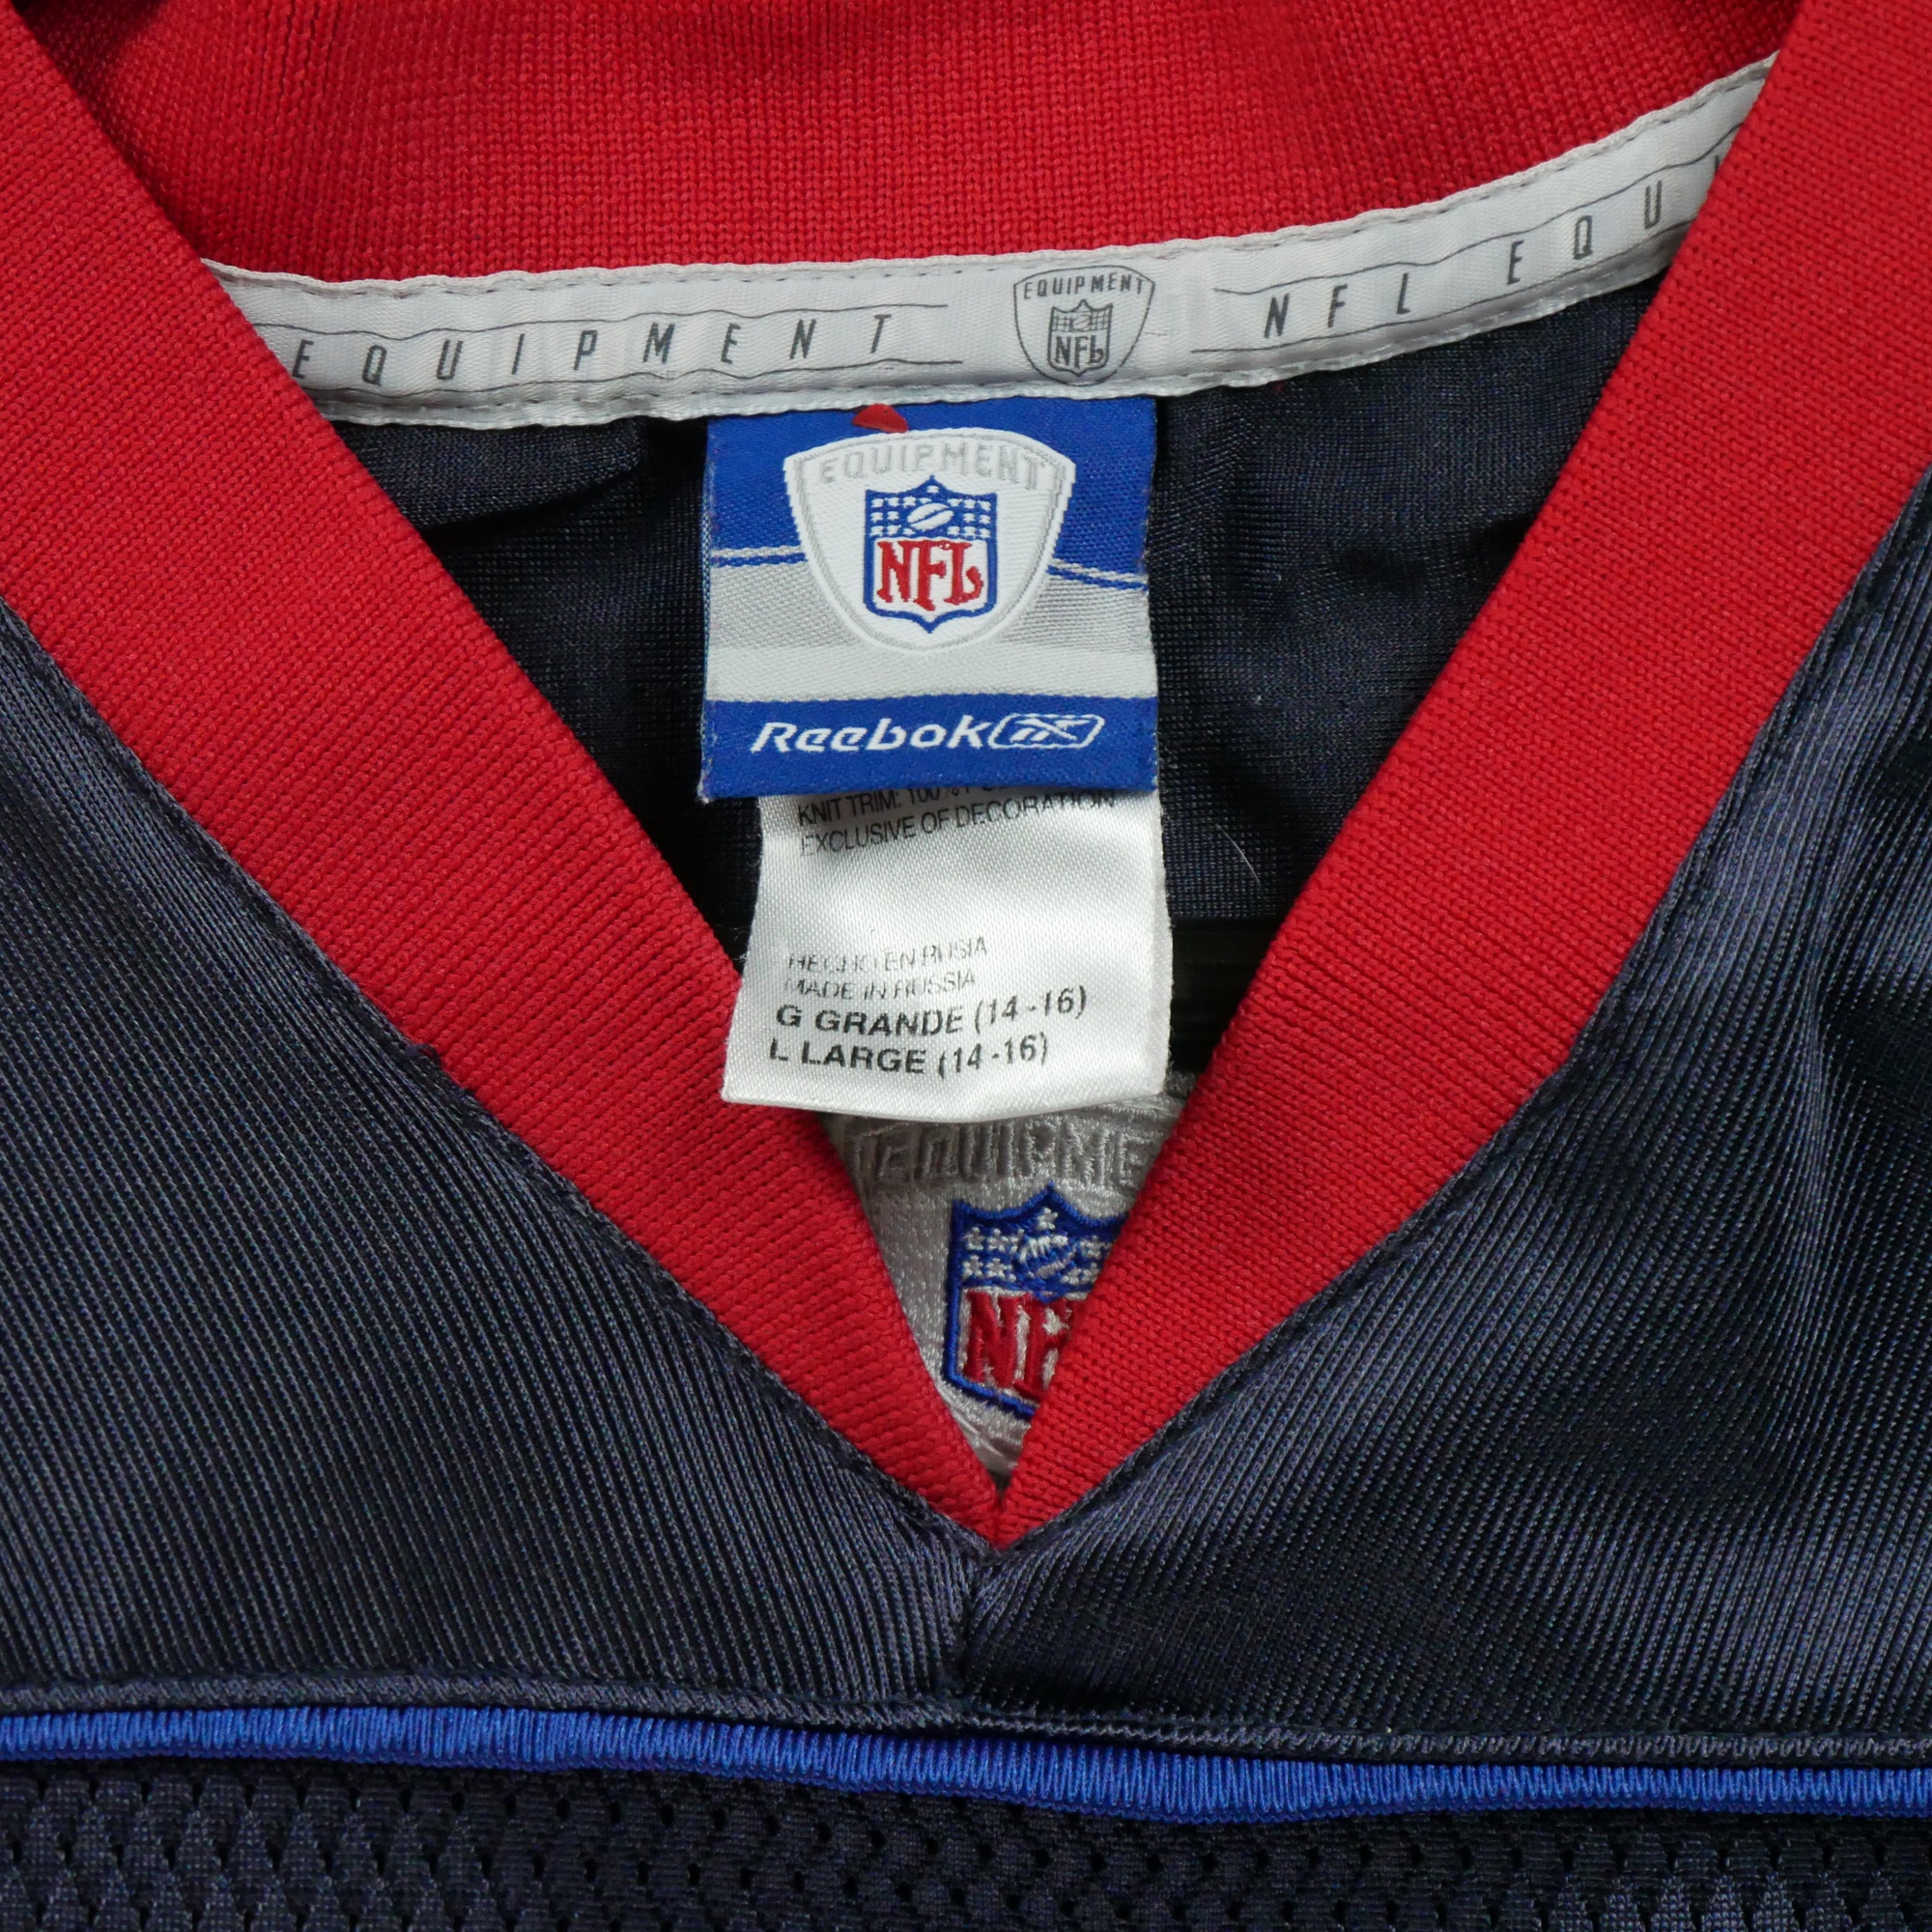 EQUIPMENT
EQUIPMENT
NFL
NFL EQU
EQUIPMENT
NFL
Reebok
KNIT TRIM: 100%
EXCLUSIVE OF DECORATION
HECHO EN RUSIA
MADE IN RUSSIA
G GRANDE (14-16)
L LARGE (14-16)
EQUIPME
NF